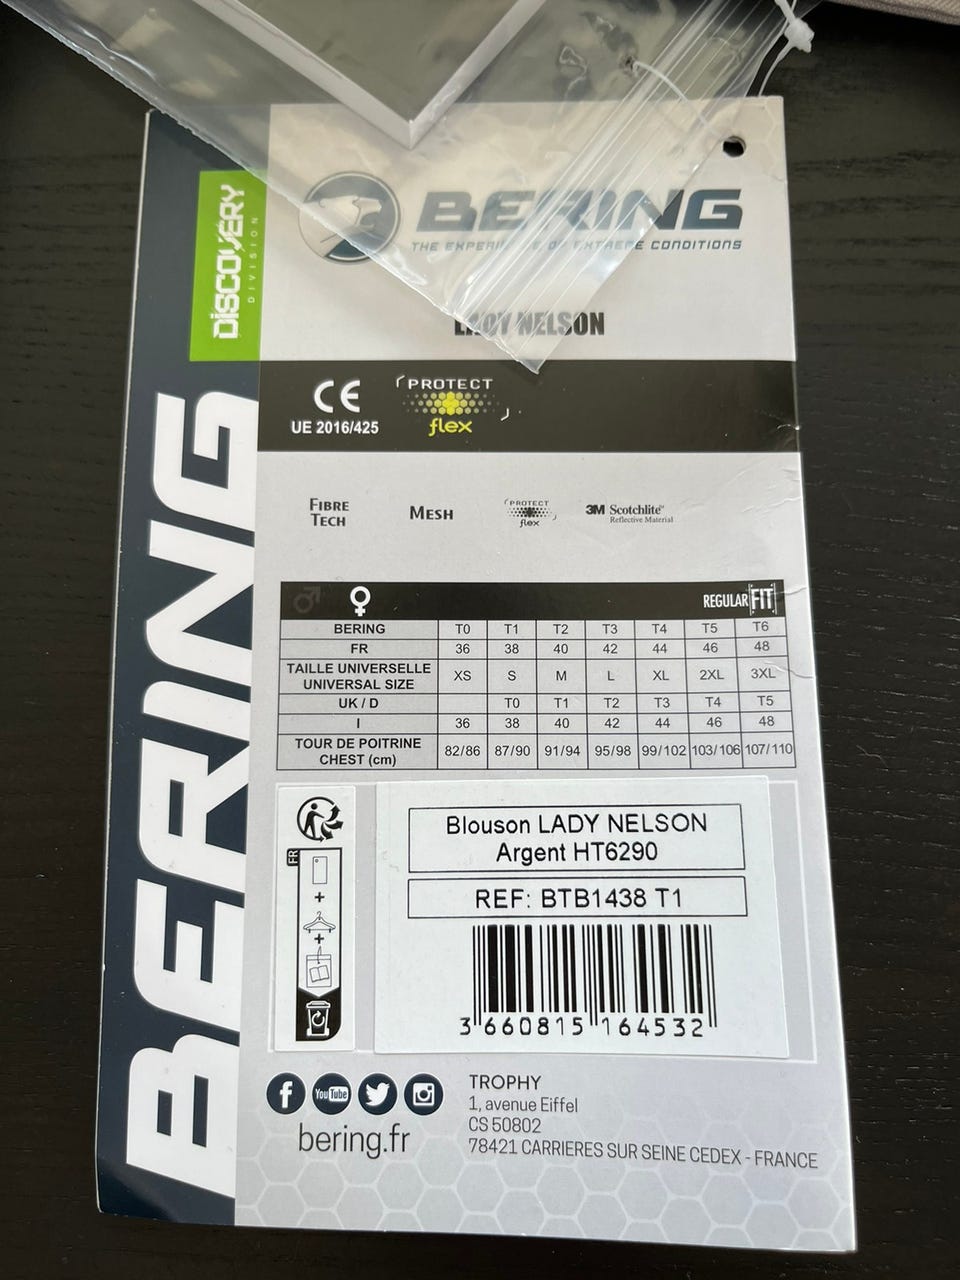 DISCOVERY
DIVISION
BERING
BERING
THE EXPERIENCE OF EXTREME CONDITIONS
LADY NELSON
CE
UE 2016/425
PROTECT
flex
FIBRE
TECH
MESH
PROTECT
flex
3M Scotchlite™
Reflective Material
REGULAR FIT
BERING T0 T1 T2 T3 T4 T5 T6
FR 36 38 40 42 44 46 48
TAILLE UNIVERSELLE
UNIVERSAL SIZE XS S M L XL 2XL 3XL
UK / D T0 T1 T2 T3 T4 T5
I 36 38 40 42 44 46 48
TOUR DE POITRINE
CHEST (cm) 82/86 87/90 91/94 95/98 99/102 103/106 107/110
FR
Blouson LADY NELSON
Argent HT6290
REF: BTB1438 T1
3 660815 164532
f YouTube
bering.fr
TROPHY
1, avenue Eiffel
CS 50802
78421 CARRIERES SUR SEINE CEDEX - FRANCE